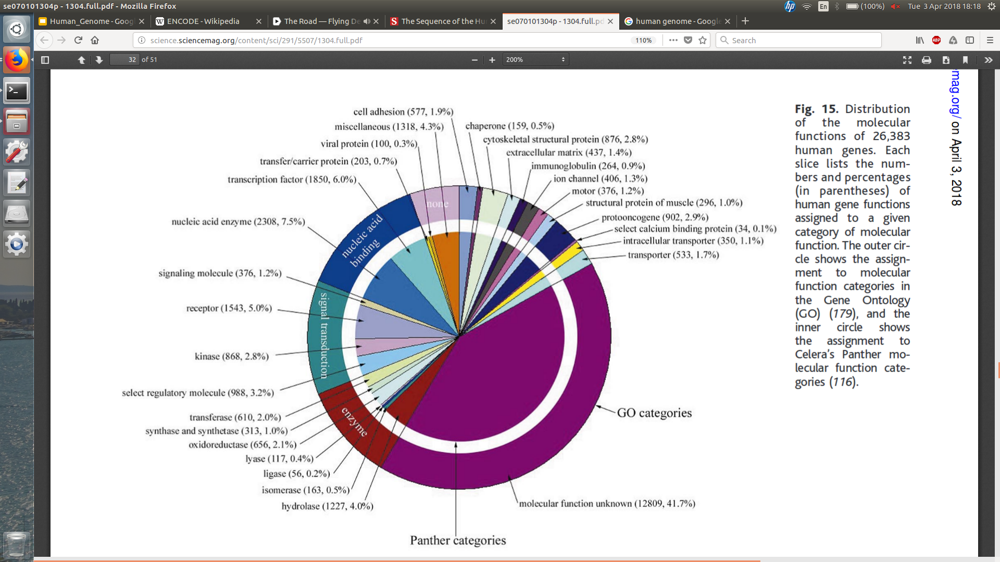 se070101304p - 1304.full.pdf - Mozilla Firefox
hp
En
(100%)
Tue 3 Apr 2018 18:18
Human_Genome - Goog
W ENCODE - Wikipedia
The Road — Flying De
S The Sequence of the Hu
se070101304p - 1304.full.pd
G human genome - Google
science.sciencemag.org/content/sci/291/5507/1304.full.pdf
110%
Search
ABP
32 of 51
200%
cell adhesion (577, 1.9%)
miscellaneous (1318, 4.3%)
viral protein (100, 0.3%)
transfer/carrier protein (203, 0.7%)
transcription factor (1850, 6.0%)
nucleic acid enzyme (2308, 7.5%)
signaling molecule (376, 1.2%)
receptor (1543, 5.0%)
kinase (868, 2.8%)
select regulatory molecule (988, 3.2%)
transferase (610, 2.0%)
synthase and synthetase (313, 1.0%)
oxidoreductase (656, 2.1%)
lyase (117, 0.4%)
ligase (56, 0.2%)
isomerase (163, 0.5%)
hydrolase (1227, 4.0%)
chaperone (159, 0.5%)
cytoskeletal structural protein (876, 2.8%)
extracellular matrix (437, 1.4%)
immunoglobulin (264, 0.9%)
ion channel (406, 1.3%)
motor (376, 1.2%)
structural protein of muscle (296, 1.0%)
protooncogene (902, 2.9%)
select calcium binding protein (34, 0.1%)
intracellular transporter (350, 1.1%)
transporter (533, 1.7%)
none
nucleic acid
binding
signal transduction
enzyme
GO categories
molecular function unknown (12809, 41.7%)
Panther categories
Fig. 15. Distribution
of the molecular
functions of 26,383
human genes. Each
slice lists the num-
bers and percentages
(in parentheses) of
human gene functions
assigned to a given
category of molecular
function. The outer cir-
cle shows the assign-
ment to molecular
function categories in
the Gene Ontology
(GO) (179), and the
inner circle shows
the assignment to
Celera's Panther mo-
lecular function cate-
gories (116).
mag.org/ on April 3, 2018